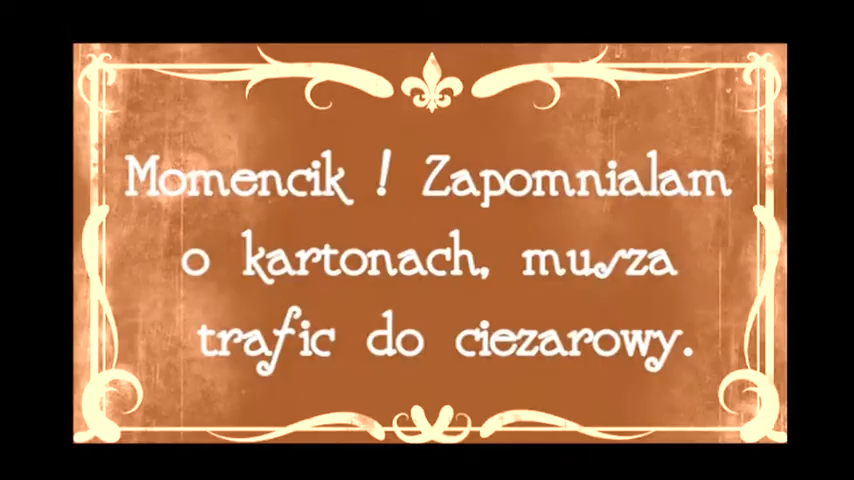 Momencik ! Zapomnialam
o kartonach, musza
trafic do ciezarowy.